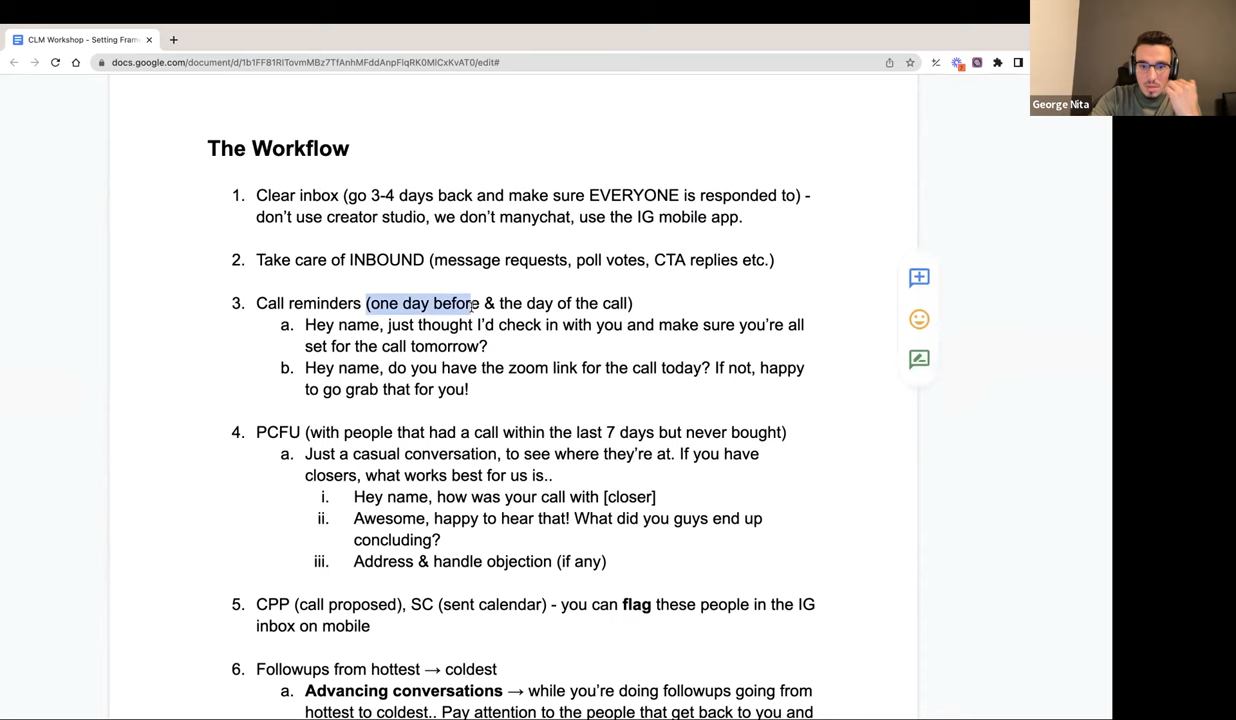 CLM Workshop - Setting Fram
docs.google.com/document/d/1b1FF81RlTovmMBz7TfAnhMFddAnpFlqRK0MlCxKvAT0/edit#
George Nita
The Workflow
1. Clear inbox (go 3-4 days back and make sure EVERYONE is responded to) -
don't use creator studio, we don't manychat, use the IG mobile app.
2. Take care of INBOUND (message requests, poll votes, CTA replies etc.)
3. Call reminders (one day before & the day of the call)
a. Hey name, just thought I'd check in with you and make sure you're all
set for the call tomorrow?
b. Hey name, do you have the zoom link for the call today? If not, happy
to go grab that for you!
4. PCFU (with people that had a call within the last 7 days but never bought)
a. Just a casual conversation, to see where they're at. If you have
closers, what works best for us is..
i. Hey name, how was your call with [closer]
ii. Awesome, happy to hear that! What did you guys end up
concluding?
iii. Address & handle objection (if any)
5. CPP (call proposed), SC (sent calendar) - you can flag these people in the IG
inbox on mobile
6. Followups from hottest → coldest
a. Advancing conversations → while you're doing followups going from
hottest to coldest.. Pay attention to the people that get back to you and